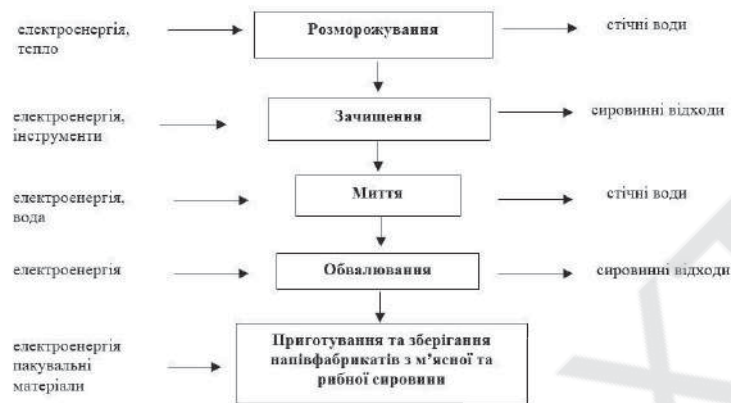 електроенергія,
тепло
Розморожування
стічні води
електроенергія,
інструменти
Зачищення
сировинні відходи
електроенергія,
вода
Миття
стічні води
електроенергія
Обвалювання
сировинні відходи
електроенергія
пакувальні
матеріали
Приготування та зберігання
напівфабрикатів з м’ясної та
рибної сировини